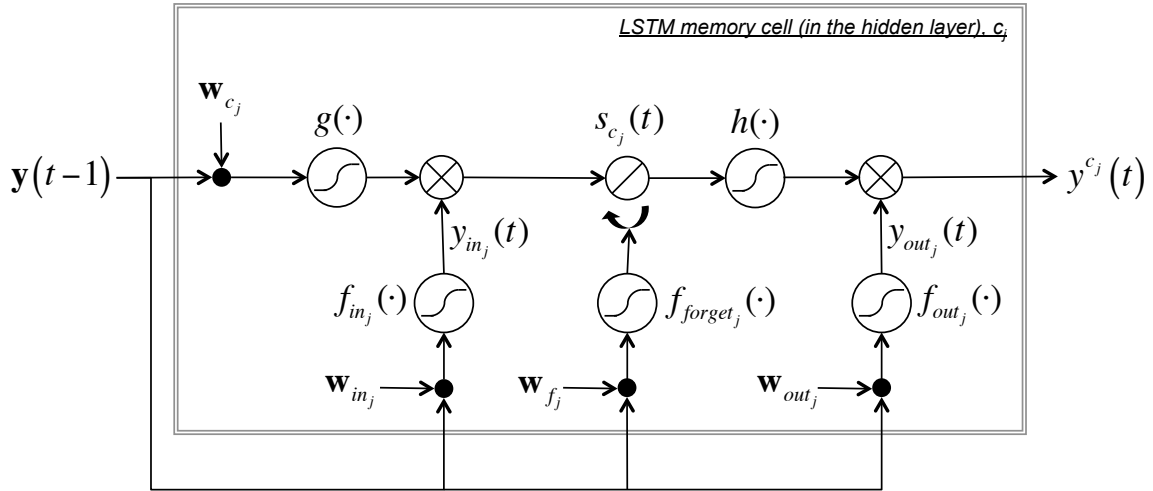 LSTM memory cell (in the hidden layer), c_j
w_{c_j}
g(·)
s_{c_j}(t)
h(·)
y(t−1)
y^{c_j}(t)
y_{in_j}(t)
y_{out_j}(t)
f_{in_j}(·)
f_{forget_j}(·)
f_{out_j}(·)
w_{in_j}
w_{f_j}
w_{out_j}